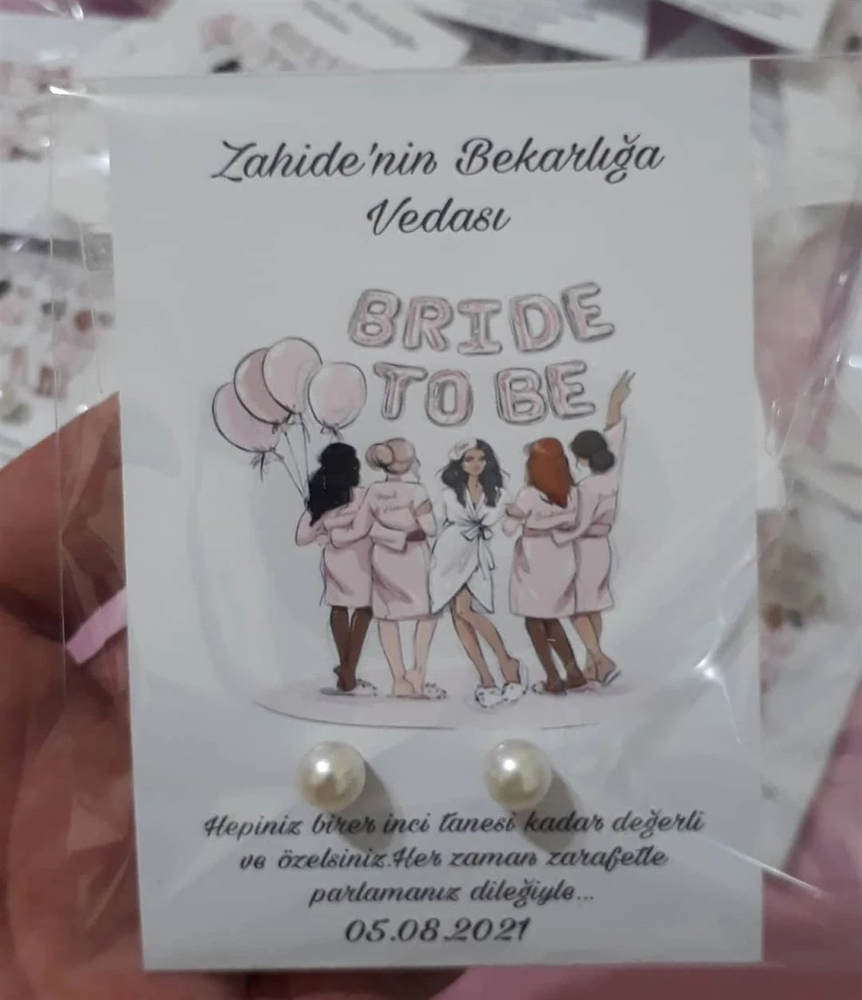 Zahide'nin Bekarlığa
Vedası
BRIDE
TO BE
Hepiniz birer inci tanesi kadar değerli
ve özelsiniz.Her zaman zarafetle
parlamanız dileğiyle...
05.08.2021